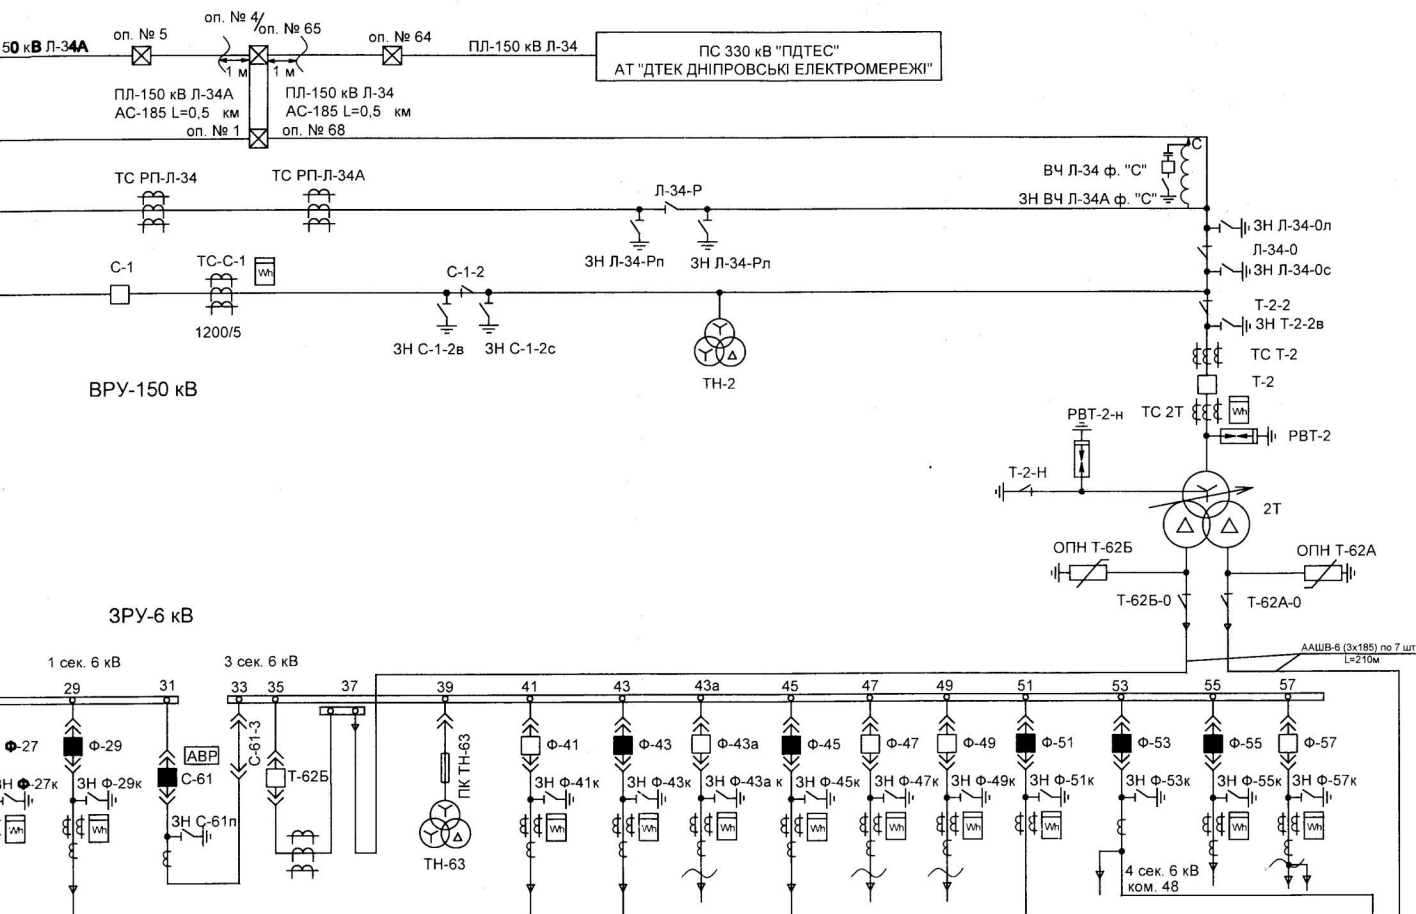 50 кВ Л-34А
оп. № 5
оп. № 4
оп. № 65
оп. № 64
ПЛ-150 кВ Л-34
ПС 330 кВ "ПДТЕС"
АТ "ДТЕК ДНІПРОВСЬКІ ЕЛЕКТРОМЕРЕЖІ"
1 м
1 м
ПЛ-150 кВ Л-34А
АС-185 L=0,5 км
ПЛ-150 кВ Л-34
АС-185 L=0,5 км
оп. № 1
оп. № 68
С
ВЧ Л-34 ф. "С"
ЗН ВЧ Л-34А ф. "С"
ТС РП-Л-34
ТС РП-Л-34А
Л-34-Р
ЗН Л-34-Рп
ЗН Л-34-Рл
ЗН Л-34-0л
Л-34-0
ЗН Л-34-0с
С-1
ТС-С-1
Wh
1200/5
С-1-2
ЗН С-1-2в
ЗН С-1-2с
ТН-2
Т-2-2
ЗН Т-2-2в
ТС Т-2
Т-2
ТС 2Т
Wh
РВТ-2-н
РВТ-2
Т-2-Н
2Т
ВРУ-150 кВ
ОПН Т-62Б
ОПН Т-62А
Т-62Б-0
Т-62А-0
ААШВ-6 (3х185) по 7 шт
L=210м
ЗРУ-6 кВ
1 сек. 6 кВ
3 сек. 6 кВ
29
31
33
35
37
39
41
43
43а
45
47
49
51
53
55
57
Ф-27
Ф-29
АВР
С-61
С-61-3
Т-62Б
ПК ТН-63
Ф-41
Ф-43
Ф-43а
Ф-45
Ф-47
Ф-49
Ф-51
Ф-53
Ф-55
Ф-57
ЗН Ф-27к
ЗН Ф-29к
ЗН С-61п
ЗН Ф-41к
ЗН Ф-43к
ЗН Ф-43а к
ЗН Ф-45к
ЗН Ф-47к
ЗН Ф-49к
ЗН Ф-51к
ЗН Ф-53к
ЗН Ф-55к
ЗН Ф-57к
Wh
Wh
Wh
Wh
Wh
Wh
Wh
Wh
Wh
Wh
Wh
ТН-63
4 сек. 6 кВ
ком. 48